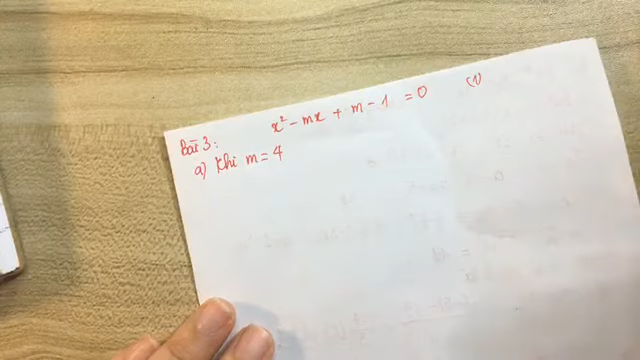 x² - mx + m - 1 = 0 (1)
Bài 3:
a) Khi m = 4